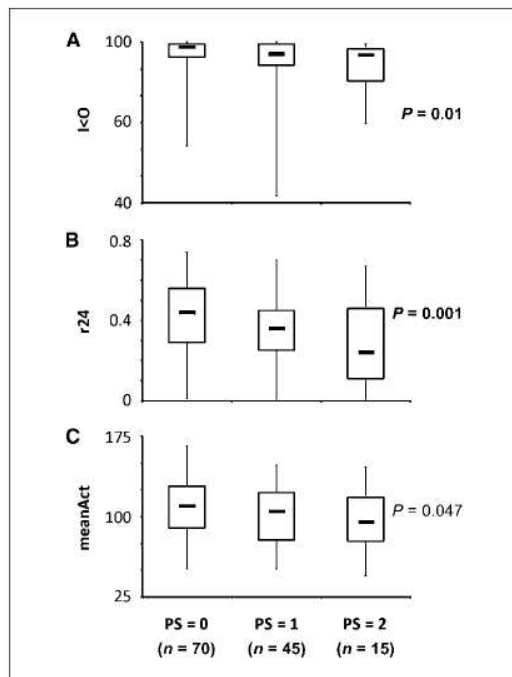 A
100
60
40
I<O
P = 0.01
B
0.8
0.4
0
r24
P = 0.001
C
175
100
25
meanAct
P = 0.047
PS = 0 PS = 1 PS = 2
(n = 70) (n = 45) (n = 15)